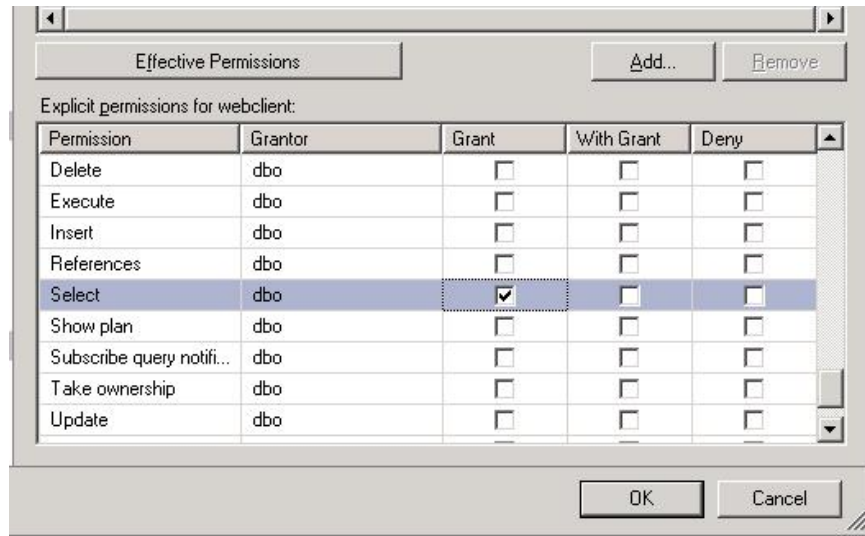 Effective Permissions Add... Remove
Explicit permissions for webclient:
Permission Grantor Grant With Grant Deny
Delete dbo
Execute dbo
Insert dbo
References dbo
Select dbo
Show plan dbo
Subscribe query notifi... dbo
Take ownership dbo
Update dbo
OK Cancel